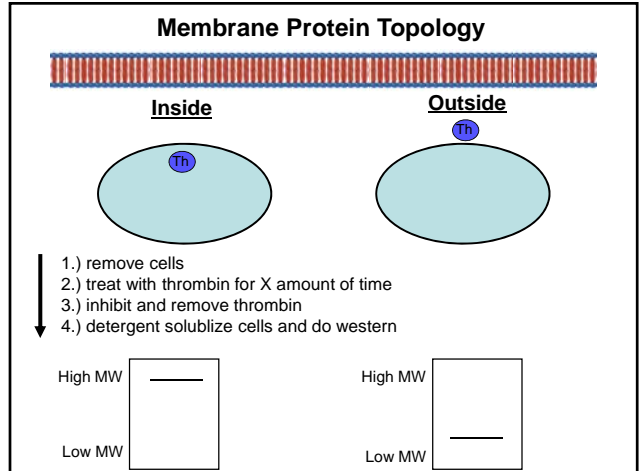 Membrane Protein Topology
Inside
Outside
Th
Th
1.) remove cells
2.) treat with thrombin for X amount of time
3.) inhibit and remove thrombin
4.) detergent solublize cells and do western
High MW
Low MW
High MW
Low MW